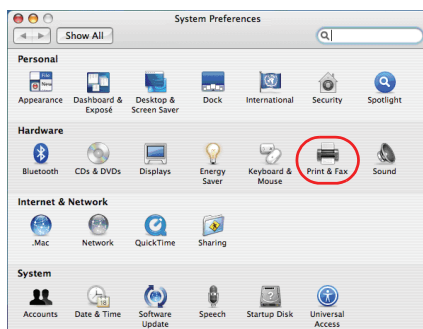 System Preferences
Show All
Personal
Appearance
Dashboard & Exposé
Desktop & Screen Saver
Dock
International
Security
Spotlight
Hardware
Bluetooth
CDs & DVDs
Displays
Energy Saver
Keyboard & Mouse
Print & Fax
Sound
Internet & Network
.Mac
Network
QuickTime
Sharing
System
Accounts
Date & Time
Software Update
Speech
Startup Disk
Universal Access